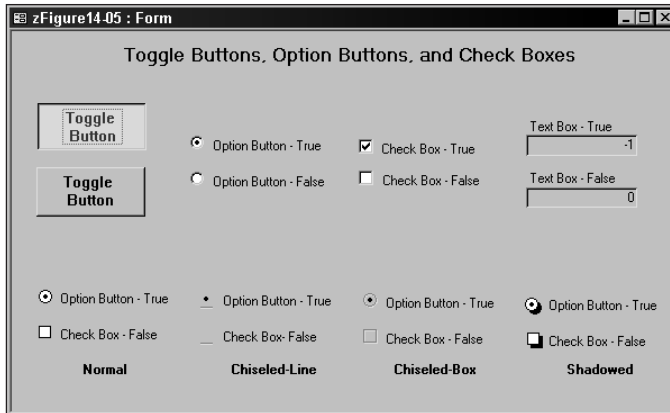 zFigure14-05 : Form
Toggle Buttons, Option Buttons, and Check Boxes
Toggle
Button
Option Button - True
Check Box - True
Text Box - True
-1
Toggle
Button
Option Button - False
Check Box - False
Text Box - False
0
Option Button - True
Option Button - True
Option Button - True
Option Button - True
Check Box - False
Check Box- False
Check Box - False
Check Box - False
Normal
Chiseled-Line
Chiseled-Box
Shadowed